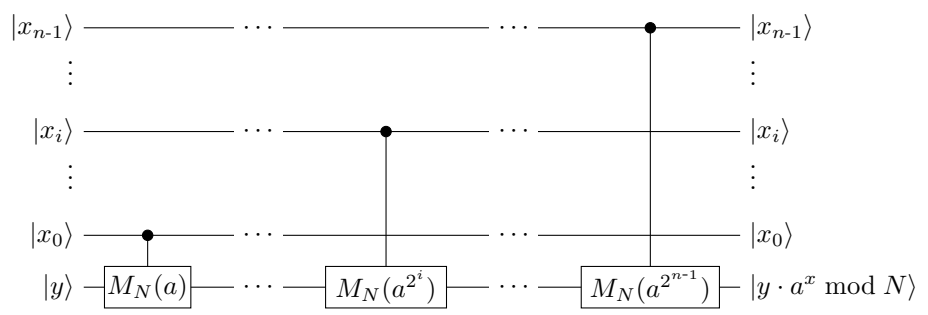 |x_{n-1}⟩ ··· ··· |x_{n-1}⟩
⋮ ⋮
|x_i⟩ ··· ··· |x_i⟩
⋮ ⋮
|x_0⟩ ··· ··· |x_0⟩
|y⟩ M_N(a) ··· M_N(a^{2^i}) ··· M_N(a^{2^{n-1}}) |y · a^x mod N⟩